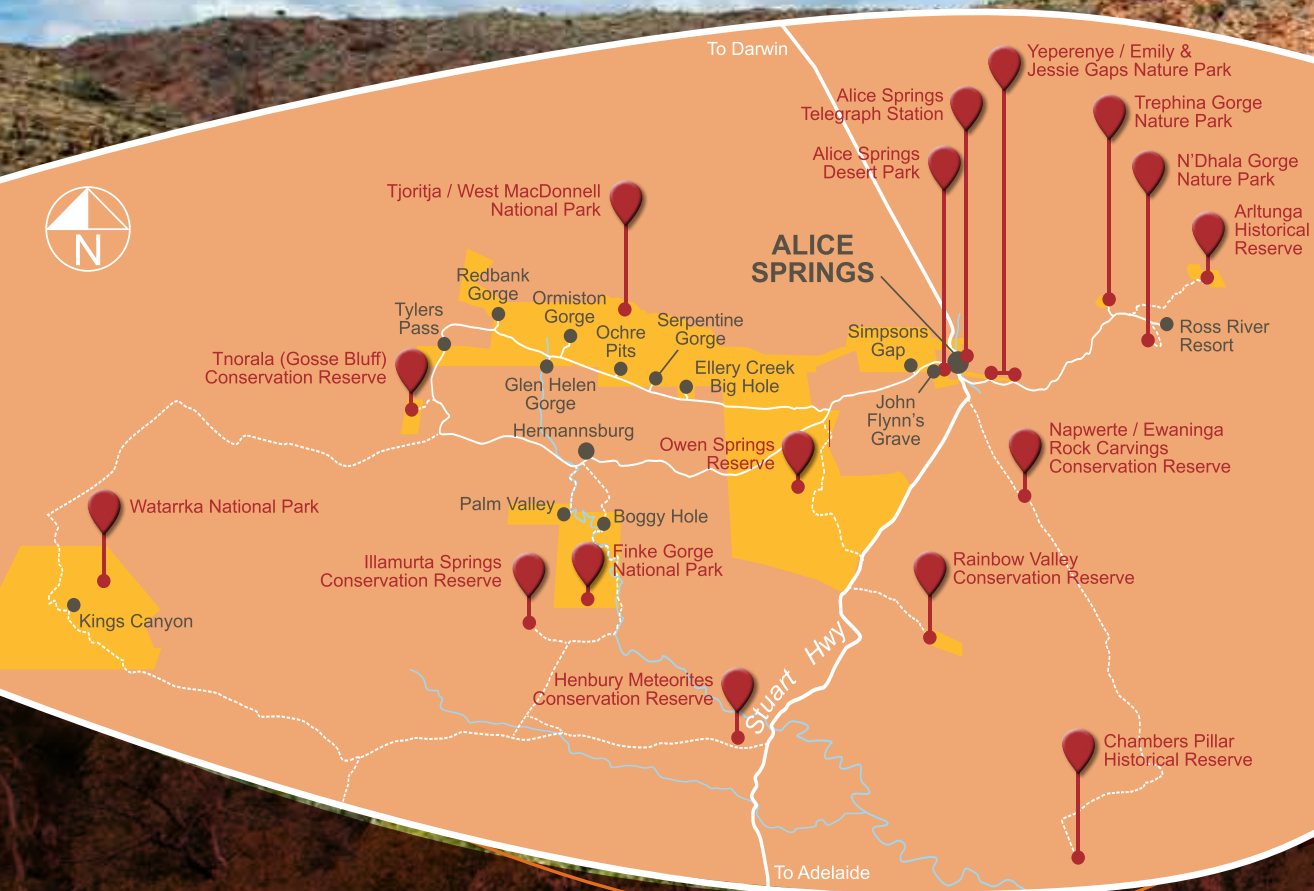 To Darwin
Yeperenye / Emily &
Jessie Gaps Nature Park
Alice Springs
Telegraph Station
Trephina Gorge
Nature Park
Alice Springs
Desert Park
N'Dhala Gorge
Nature Park
Tjoritja / West MacDonnell
National Park
Arltunga
Historical
Reserve
N
ALICE
SPRINGS
Redbank
Gorge
Ormiston
Gorge
Tylers
Pass
Ochre
Pits
Serpentine
Gorge
Simpsons
Gap
Ross River
Resort
Tnorala (Gosse Bluff)
Conservation Reserve
Glen Helen
Gorge
Ellery Creek
Big Hole
John
Flynn's
Grave
Hermannsburg
Owen Springs
Reserve
Napwerte / Ewaninga
Rock Carvings
Conservation Reserve
Watarrka National Park
Palm Valley
Boggy Hole
Illamurta Springs
Conservation Reserve
Finke Gorge
National Park
Rainbow Valley
Conservation Reserve
Kings Canyon
Stuart Hwy
Henbury Meteorites
Conservation Reserve
Chambers Pillar
Historical Reserve
To Adelaide